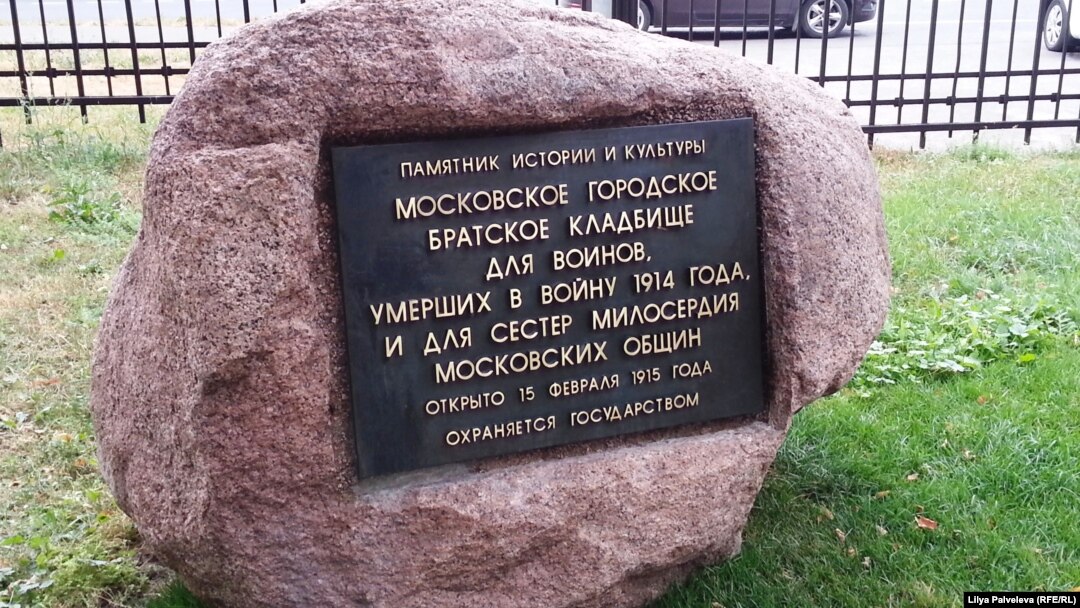 ПАМЯТНИК ИСТОРИИ И КУЛЬТУРЫ
МОСКОВСКОЕ ГОРОДСКОЕ
БРАТСКОЕ КЛАДБИЩЕ
ДЛЯ ВОИНОВ,
УМЕРШИХ В ВОЙНУ 1914 ГОДА,
И ДЛЯ СЕСТЕР МИЛОСЕРДИЯ
МОСКОВСКИХ ОБЩИН
ОТКРЫТО 15 ФЕВРАЛЯ 1915 ГОДА
ОХРАНЯЕТСЯ ГОСУДАРСТВОМ
Lilya Palveleva (RFE/RL)